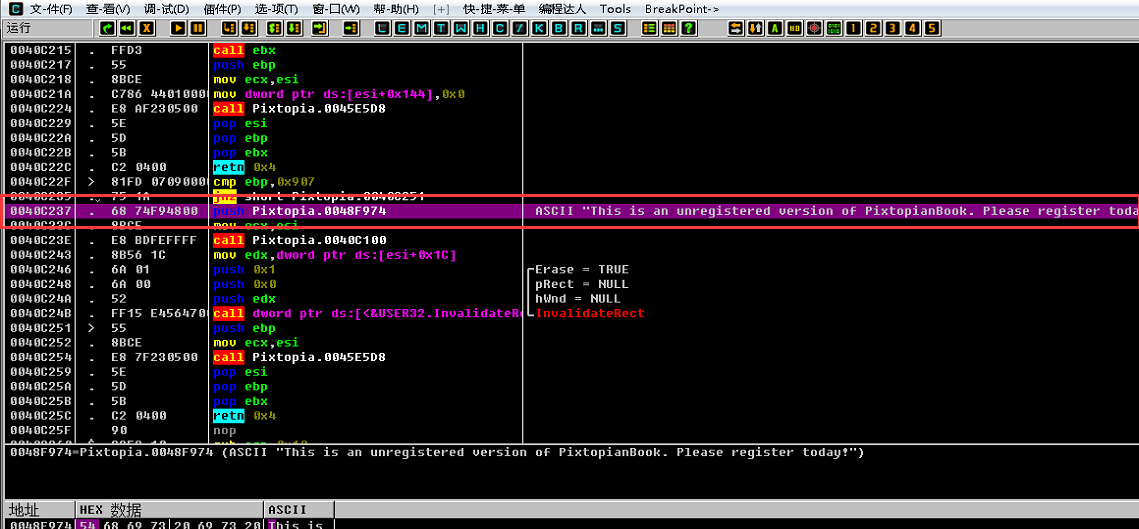 C 文-件(F) 查-看(V) 调-试(D) 插件(P) 选-项(T) 窗-口(W) 帮-助(H) [+] 快-捷-菜-单 编程达人 Tools BreakPoint->
运行 L E M T W H C / K B R ... S ? A 1 2 3 4 5
0040C215 . FFD3 call ebx
0040C217 . 55 push ebp
0040C218 . 8BCE mov ecx,esi
0040C21A . C786 44010000 mov dword ptr ds:[esi+0x144],0x0
0040C224 . E8 AF230500 call Pixtopia.0045E5D8
0040C229 . 5E pop esi
0040C22A . 5D pop ebp
0040C22B . 5B pop ebx
0040C22C . C2 0400 retn 0x4
0040C22F > 81FD 0709000 cmp ebp,0x907
75 1A jnz short Pixtopia.0040C251
0040C237 . 68 74F94800 push Pixtopia.0048F974 ASCII "This is an unregistered version of PixtopianBook. Please register toda
0040C23C . 8BCE mov ecx,esi
0040C23E . E8 BDFEFFFF call Pixtopia.0040C100
0040C243 . 8B56 1C mov edx,dword ptr ds:[esi+0x1C]
0040C246 . 6A 01 push 0x1 Erase = TRUE
0040C248 . 6A 00 push 0x0 pRect = NULL
0040C24A . 52 push edx hWnd = NULL
0040C24B . FF15 E4564700 call dword ptr ds:[<&USER32.InvalidateRe InvalidateRect
0040C251 > 55 push ebp
0040C252 . 8BCE mov ecx,esi
0040C254 . E8 7F230500 call Pixtopia.0045E5D8
0040C259 . 5E pop esi
0040C25A . 5D pop ebp
0040C25B . 5B pop ebx
0040C25C . C2 0400 retn 0x4
0040C25F 90 nop
0048F974=Pixtopia.0048F974 (ASCII "This is an unregistered version of PixtopianBook. Please register today!")
地址 HEX 数据 ASCII
0048F974 54 68 69 73 20 69 73 20 This is